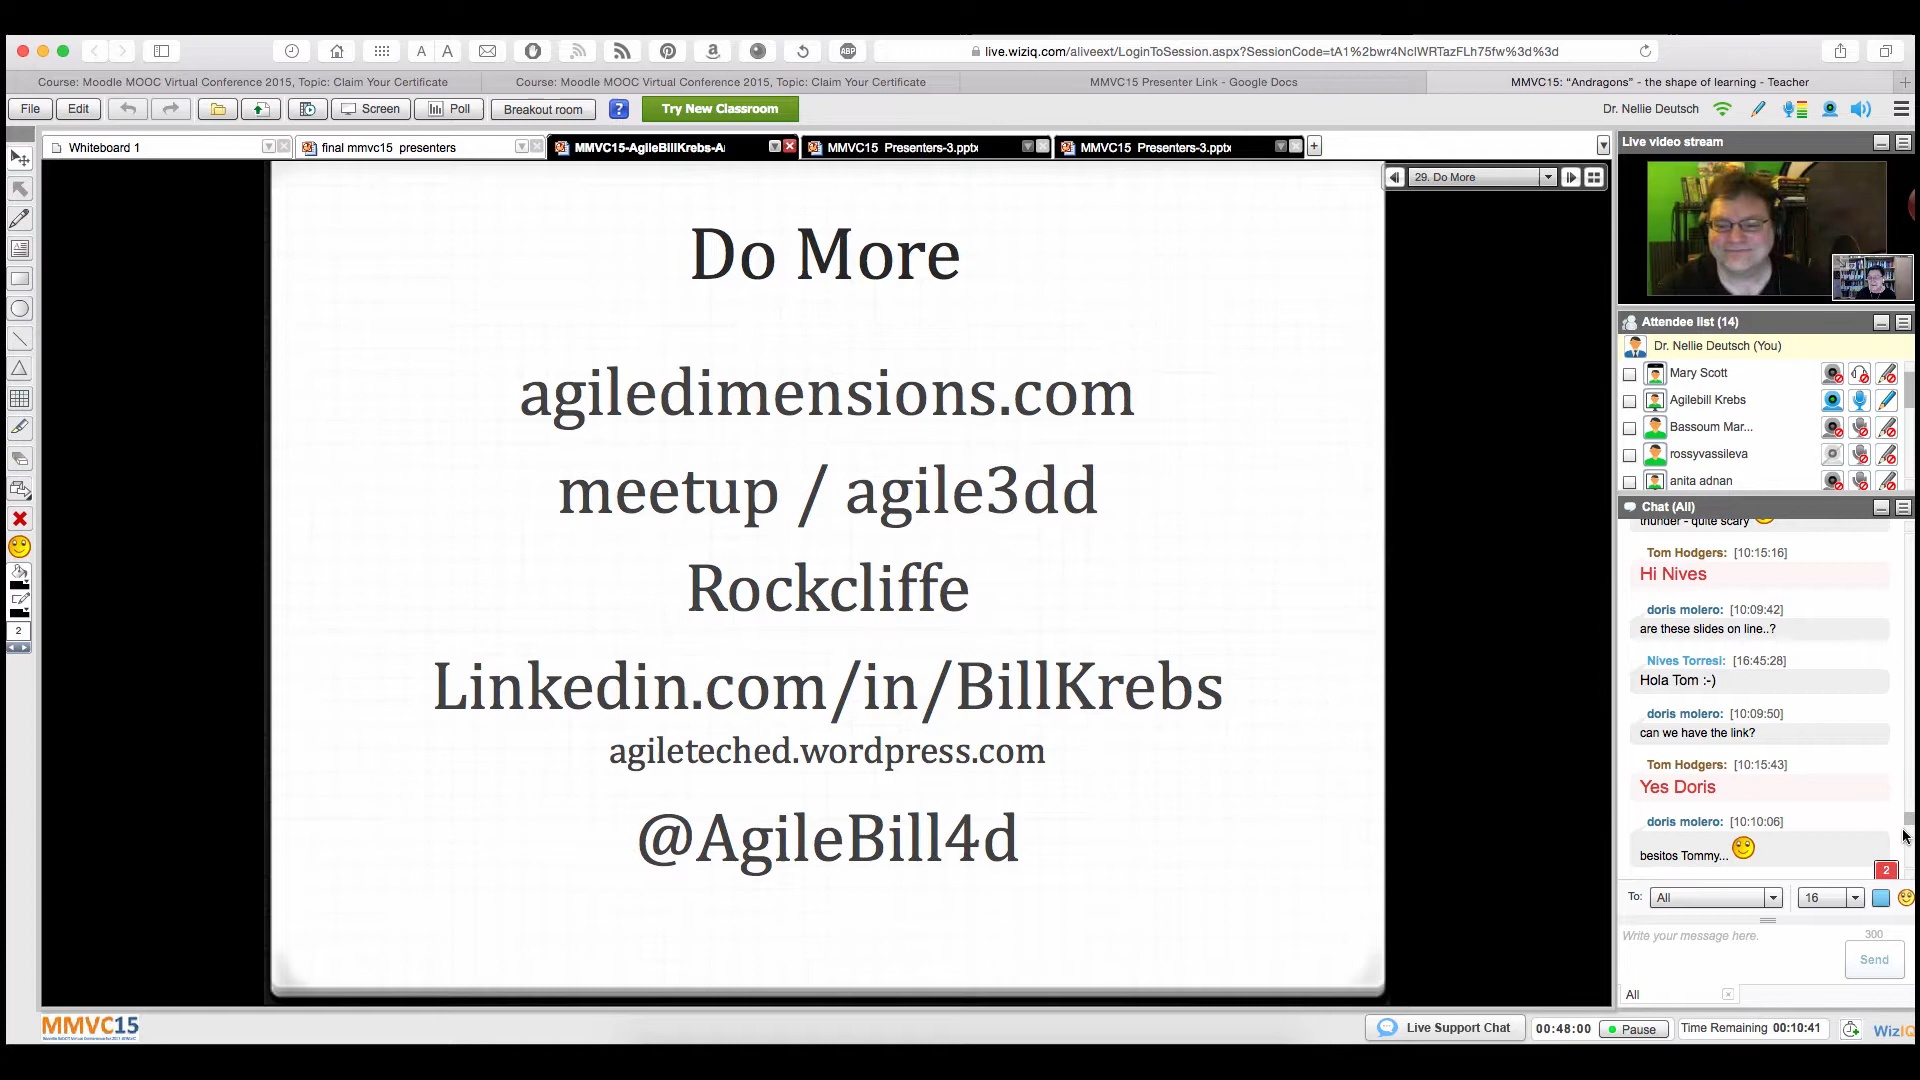 live.wiziq.com/aliveext/LoginToSession.aspx?SessionCode=tA1%2bwr4NclWRTazFLh75fw%3d%3d
Course: Moodle MOOC Virtual Conference 2015, Topic: Claim Your Certificate
Course: Moodle MOOC Virtual Conference 2015, Topic: Claim Your Certificate
MMVC15 Presenter Link - Google Docs
MMVC15: “Andragons” - the shape of learning - Teacher
File
Edit
Screen
Poll
Breakout room
?
Try New Classroom
Dr. Nellie Deutsch
Whiteboard 1
final mmvc15 presenters
MMVC15-AgileBillKrebs-A
MMVC15 Presenters-3.pptx
MMVC15 Presenters-3.pptx
29. Do More
Do More
agiledimensions.com
meetup / agile3dd
Rockcliffe
Linkedin.com/in/BillKrebs
agileteched.wordpress.com
@AgileBill4d
2
Live video stream
Attendee list (14)
Dr. Nellie Deutsch (You)
Mary Scott
Agilebill Krebs
Bassoum Mar...
rossyvassileva
anita adnan
Chat (All)
thunder - quite scary
Tom Hodgers: [10:15:16]
Hi Nives
doris molero: [10:09:42]
are these slides on line..?
Nives Torresi: [16:45:28]
Hola Tom :-)
doris molero: [10:09:50]
can we have the link?
Tom Hodgers: [10:15:43]
Yes Doris
doris molero: [10:10:06]
besitos Tommy...
2
To: All 16
Write your message here.
300
Send
All
MMVC15
Live Support Chat
00:48:00
Pause
Time Remaining 00:10:41
WizIQ